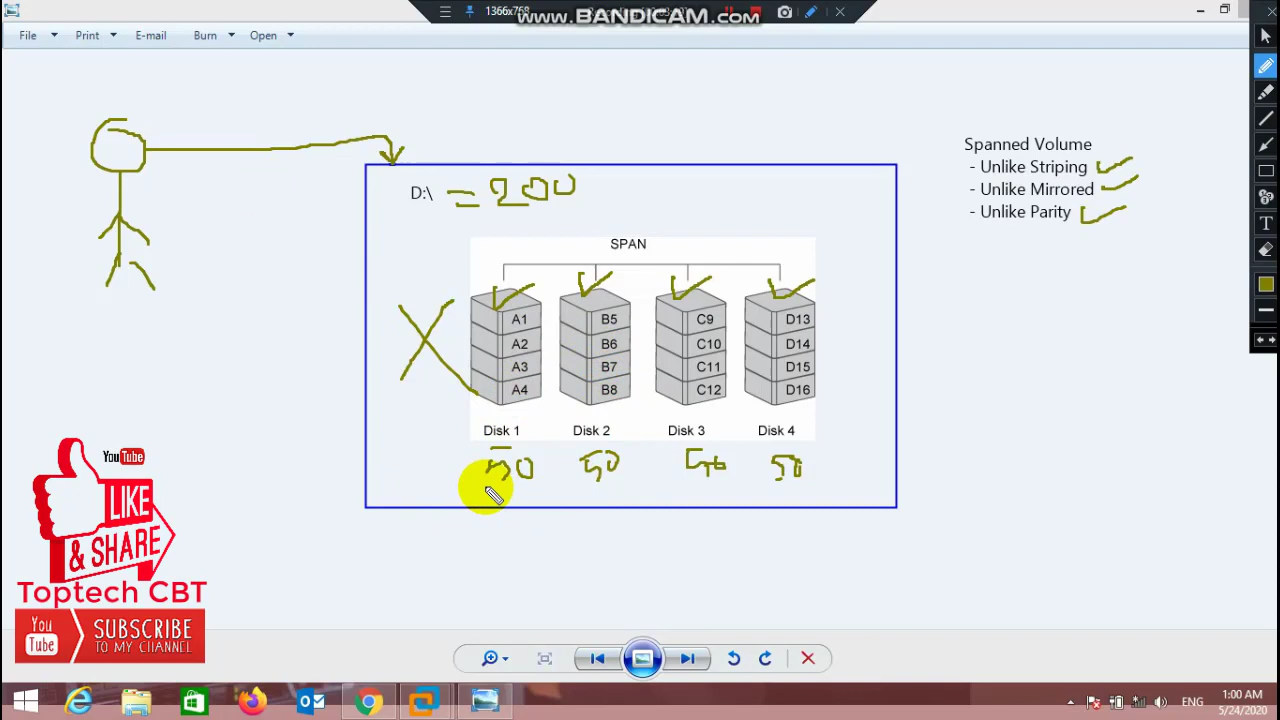 1366x768
www.BANDICAM.com
File
Print
E-mail
Burn
Open
Spanned Volume
- Unlike Striping
- Unlike Mirrored
- Unlike Parity
D:\ = 200
SPAN
A1 B5 C9 D13
A2 B6 C10 D14
A3 B7 C11 D15
A4 B8 C12 D16
Disk 1 Disk 2 Disk 3 Disk 4
50 50 50 50
You Tube
LIKE
& SHARE
Toptech CBT
You Tube
SUBSCRIBE
TO MY CHANNEL
T
ENG
1:00 AM
5/24/2020